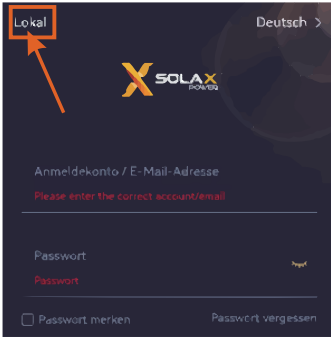 Lokal
Deutsch >
SOLAX
POWER
Anmeldekonto / E-Mail-Adresse
Please enter the correct account/email
Passwort
Passwort
Passwort merken
Passwort vergessen